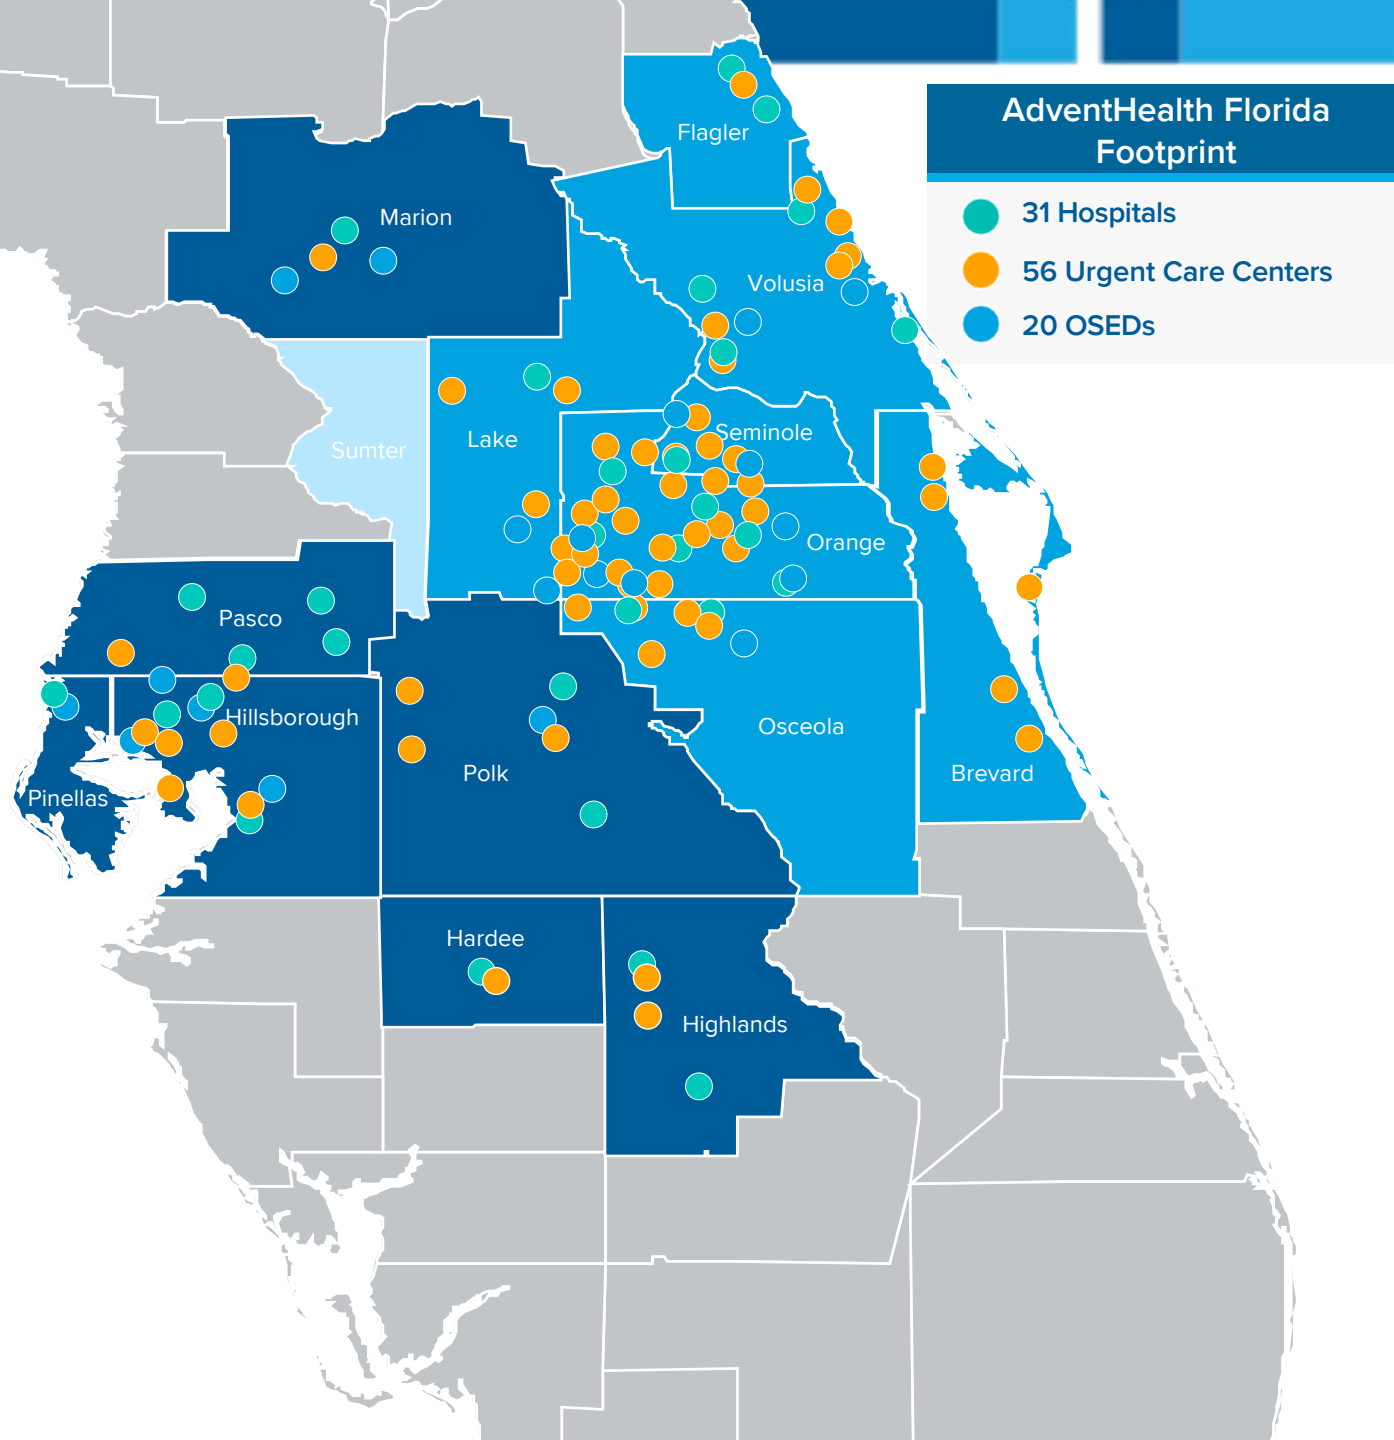 AdventHealth Florida
Footprint
31 Hospitals
56 Urgent Care Centers
20 OSEDs
Flagler
Marion
Volusia
Seminole
Lake
Sumter
Orange
Pasco
Hillsborough
Osceola
Polk
Brevard
Pinellas
Hardee
Highlands